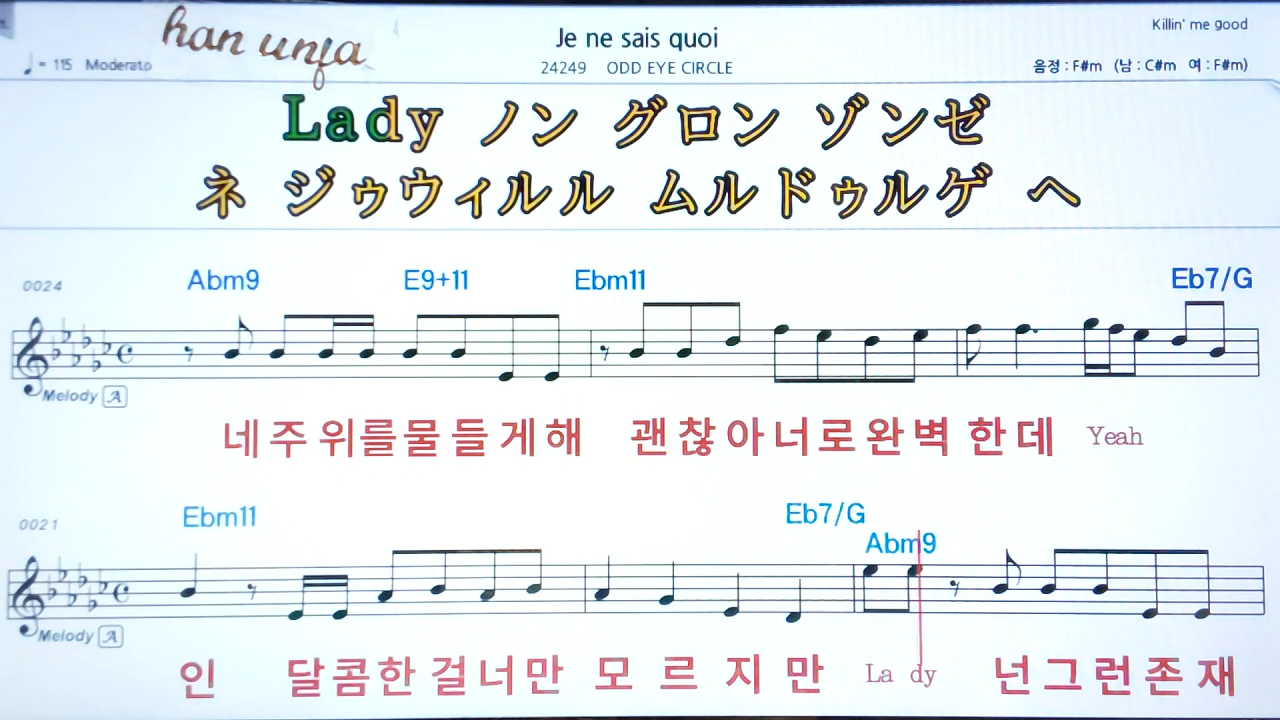 han unja
Je ne sais quoi
Killin' me good
♩= 115 Moderato
24249 ODD EYE CIRCLE
음정 : F#m (남 : C#m 여 : F#m)
Lady ノン グロン ゾンゼ
ネ ジゥウィルル ムルドゥルゲ ヘ
0024
Abm9 E9+11 Ebm11 Eb7/G
Melody A
네 주 위를물 들 게 해 괜 찮 아 너 로 완 벽 한 데 Yeah
0021
Ebm11 Eb7/G
Abm9
Melody A
인 달콤한 걸너만 모 르 지 만 La dy 넌그런존재